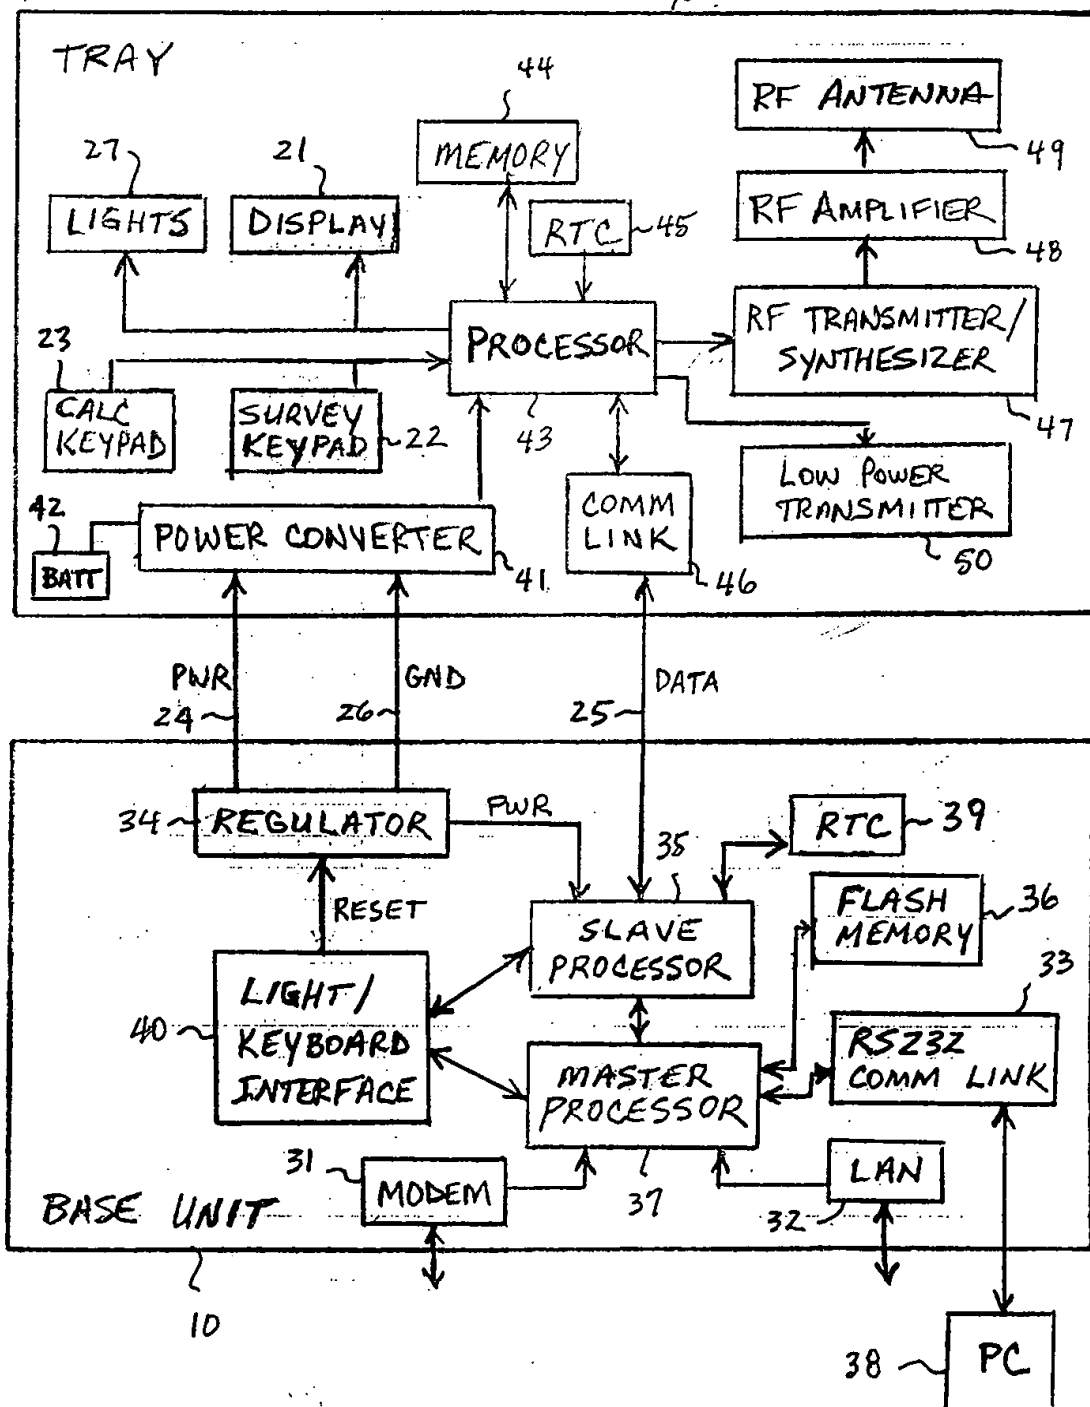 TRAY
44
RF ANTENNA
49
MEMORY
27
21
LIGHTS
DISPLAY
RTC
45
RF AMPLIFIER
48
RF TRANSMITTER/
SYNTHESIZER
47
PROCESSOR
43
23
CALC
KEYPAD
SURVEY
KEYPAD
22
LOW POWER
TRANSMITTER
50
42
BATT
POWER CONVERTER
41
COMM
LINK
46
PWR
24
GND
26
DATA
25
34
REGULATOR
PWR
35
RTC
39
RESET
SLAVE
PROCESSOR
FLASH
MEMORY
36
33
40
LIGHT/
KEYBOARD
INTERFACE
MASTER
PROCESSOR
37
RS232
COMM LINK
31
MODEM
LAN
32
BASE UNIT
10
38
PC